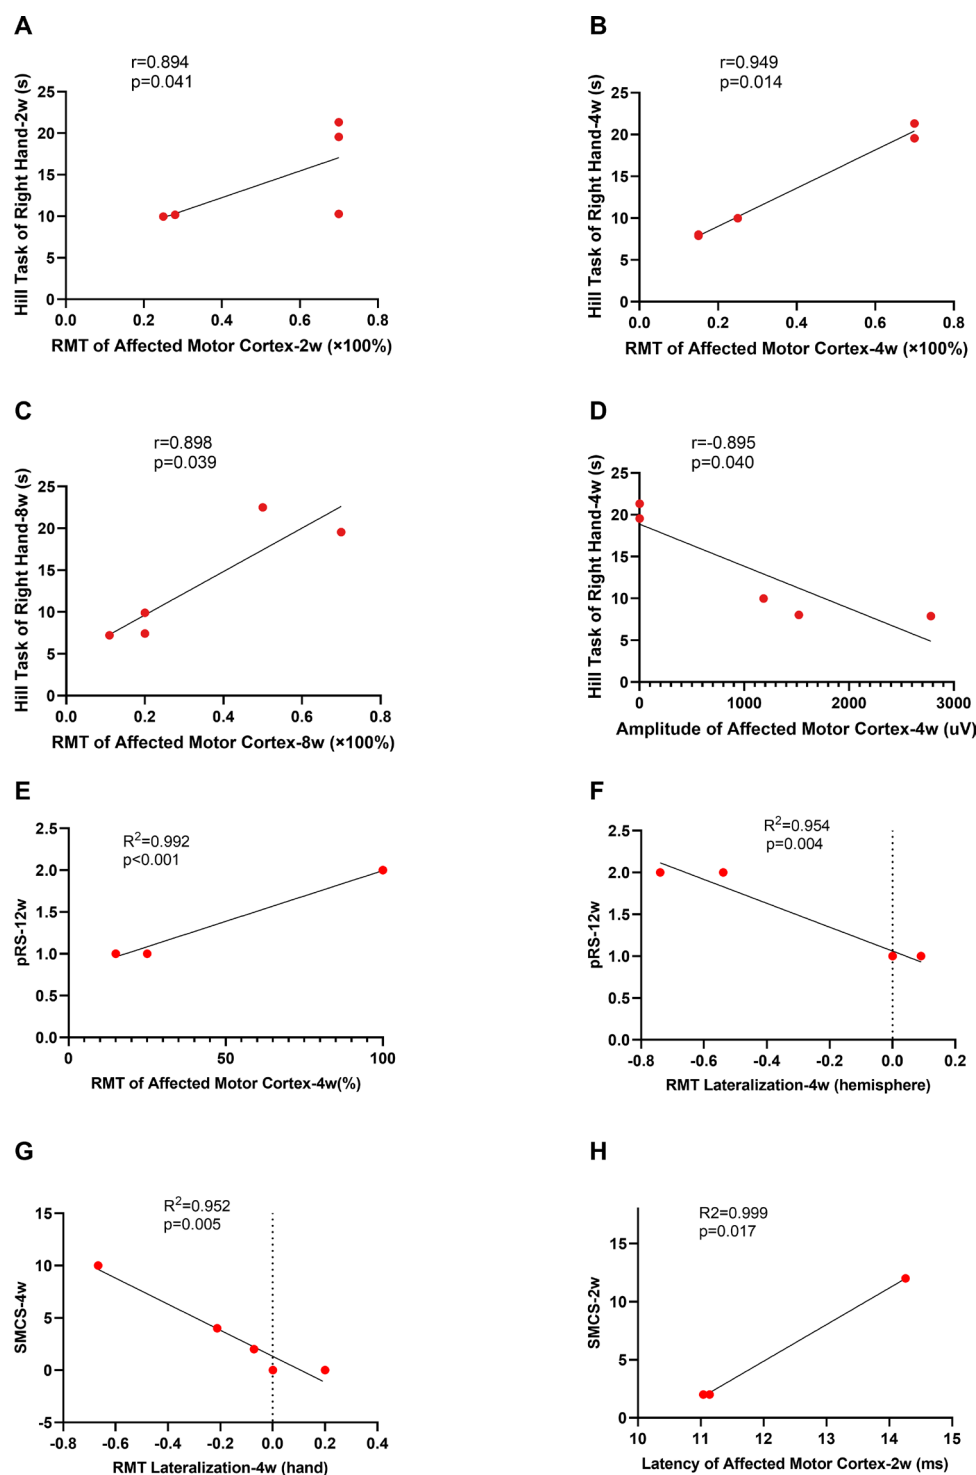 A
r=0.894
p=0.041
Hill Task of Right Hand-2w (s)
25
20
15
10
5
0
0.0 0.2 0.4 0.6 0.8
RMT of Affected Motor Cortex-2w (×100%)
B
r=0.949
p=0.014
Hill Task of Right Hand-4w (s)
25
20
15
10
5
0
0.0 0.2 0.4 0.6 0.8
RMT of Affected Motor Cortex-4w (×100%)
C
r=0.898
p=0.039
Hill Task of Right Hand-8w (s)
25
20
15
10
5
0
0.0 0.2 0.4 0.6 0.8
RMT of Affected Motor Cortex-8w (×100%)
D
r=-0.895
p=0.040
Hill Task of Right Hand-4w (s)
25
20
15
10
5
0
0 1000 2000 3000
Amplitude of Affected Motor Cortex-4w (uV)
E
R²=0.992
p<0.001
pRS-12w
2.5
2.0
1.5
1.0
0.5
0.0
0 50 100
RMT of Affected Motor Cortex-4w(%)
F
R²=0.954
p=0.004
pRS-12w
2.5
2.0
1.5
1.0
0.5
0.0
-0.8 -0.6 -0.4 -0.2 0.0 0.2
RMT Lateralization-4w (hemisphere)
G
R²=0.952
p=0.005
SMCS-4w
15
10
5
0
-5
-0.8 -0.6 -0.4 -0.2 0.0 0.2 0.4
RMT Lateralization-4w (hand)
H
R2=0.999
p=0.017
SMCS-2w
15
10
5
0
10 11 12 13 14 15
Latency of Affected Motor Cortex-2w (ms)